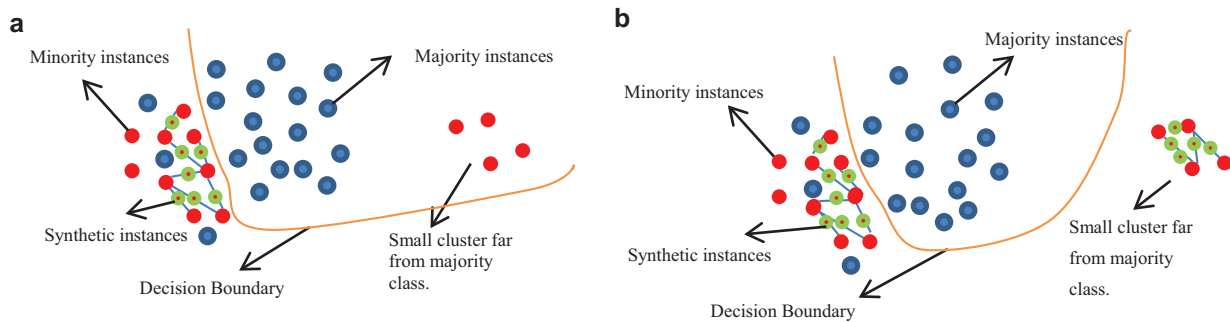 a
Minority instances
Majority instances
Synthetic instances
Small cluster far
from majority
class.
Decision Boundary
b
Majority instances
Minority instances
Synthetic instances
Small cluster far
from majority
class.
Decision Boundary